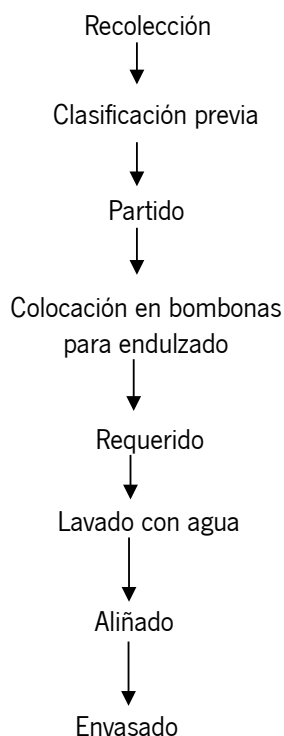 Recolección
Clasificación previa
Partido
Colocación en bombonas
para endulzado
Requerido
Lavado con agua
Aliñado
Envasado